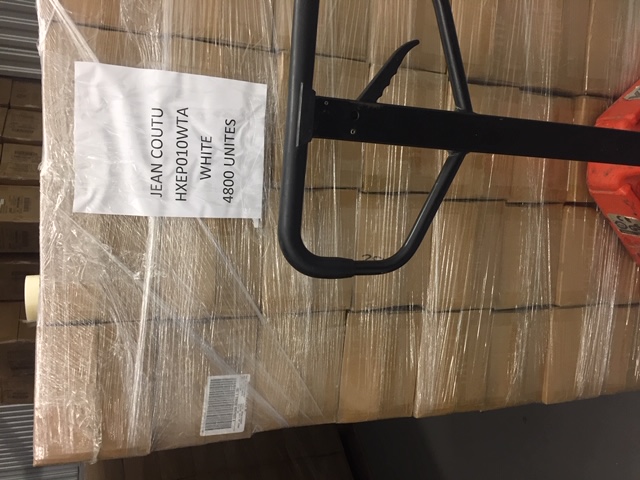 JEAN COUTU
HXEP010WTA
WHITE
4800 UNITES